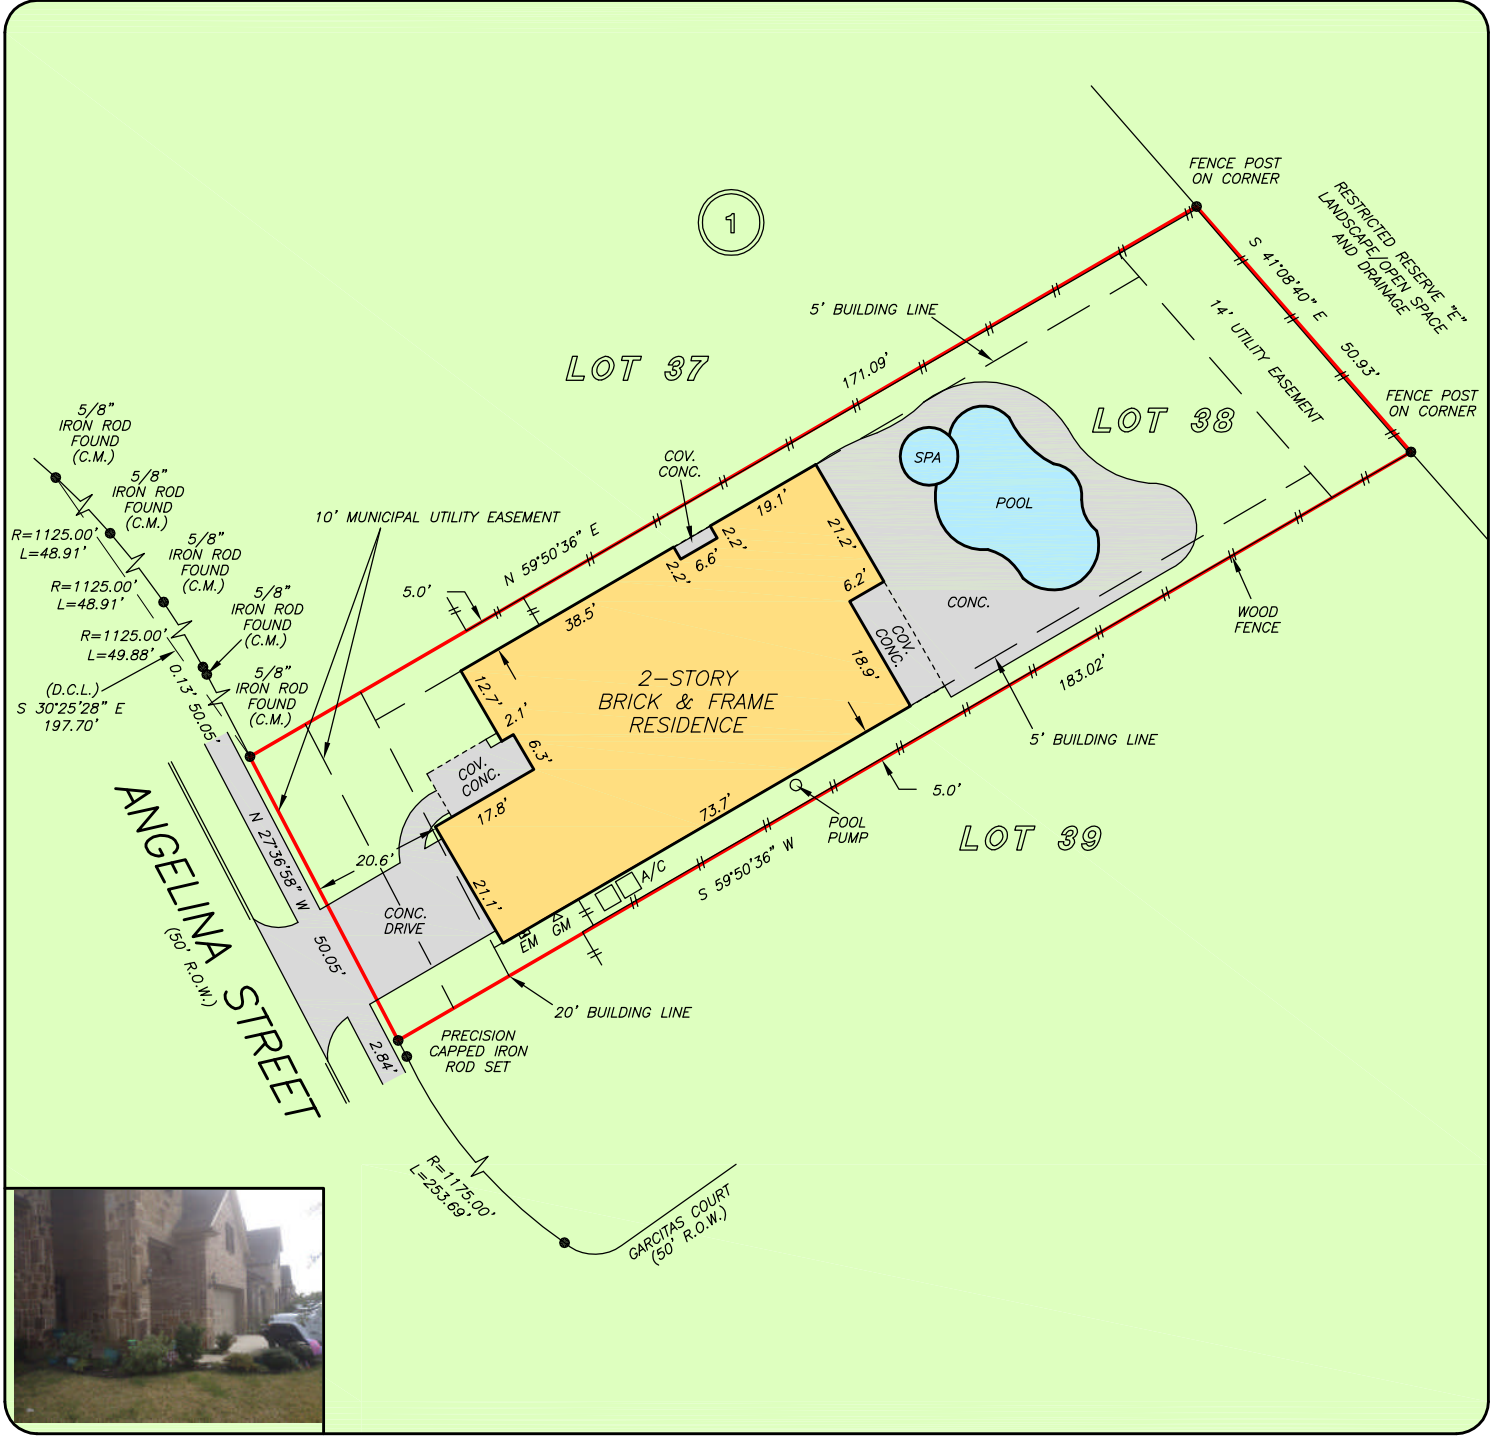 FENCE POST
ON CORNER
RESTRICTED RESERVE "E"
LANDSCAPE/OPEN SPACE
AND DRAINAGE
1
S 41°08'40" E
50.93'
14' UTILITY EASEMENT
5' BUILDING LINE
LOT 37
171.09'
FENCE POST
ON CORNER
LOT 38
5/8"
IRON ROD
FOUND
(C.M.)
5/8"
IRON ROD
FOUND
(C.M.)
5/8"
IRON ROD
FOUND
(C.M.)
5/8"
IRON ROD
FOUND
(C.M.)
5/8"
IRON ROD
FOUND
(C.M.)
R=1125.00'
L=48.91'
R=1125.00'
L=48.91'
R=1125.00'
L=49.88'
(D.C.L.)
S 30°25'28" E
197.70'
0.13'
50.05'
10' MUNICIPAL UTILITY EASEMENT
N 59°50'36" E
5.0'
COV.
CONC.
SPA
POOL
19.1'
2.2'
6.6'
2.2'
21.2'
6.2'
38.5'
CONC.
COV.
CONC.
18.9'
WOOD
FENCE
2-STORY
BRICK & FRAME
RESIDENCE
12.7'
2.1'
6.3'
COV.
CONC.
17.8'
73.7'
183.02'
5' BUILDING LINE
5.0'
POOL
PUMP
LOT 39
S 59°50'36" W
A/C
GM
EM
20.6'
21.1'
CONC.
DRIVE
N 27°36'58" W
50.05'
ANGELINA STREET
(50' R.O.W.)
20' BUILDING LINE
PRECISION
CAPPED IRON
ROD SET
2.84'
R=1175.00'
L=253.69'
GARCITAS COURT
(50' R.O.W.)